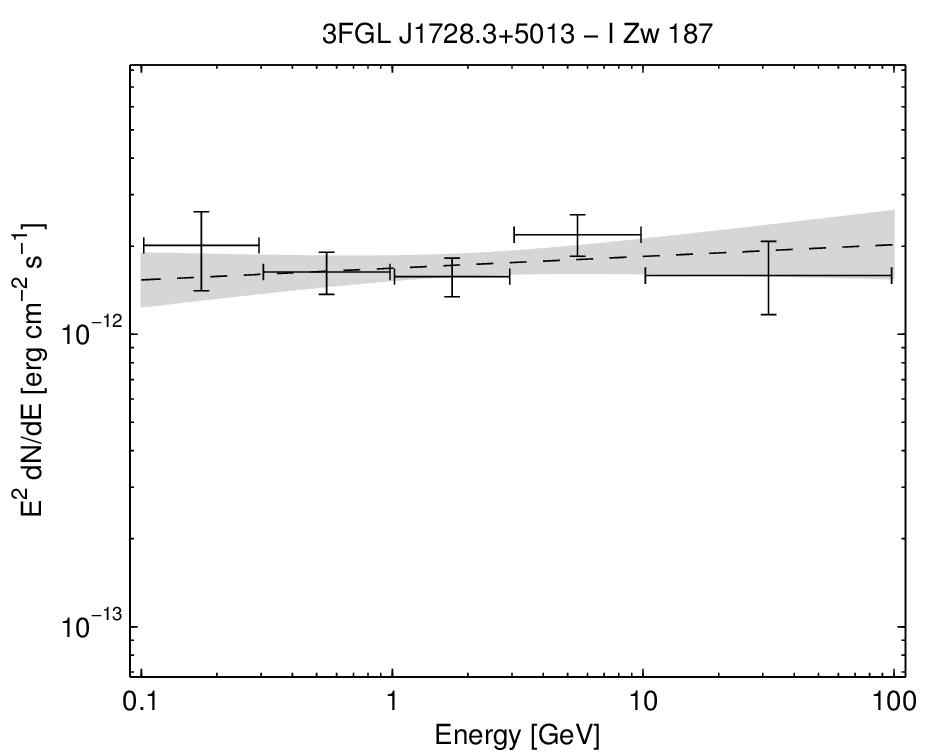 3FGL J1728.3+5013 − I Zw 187
E² dN/dE [erg cm⁻² s⁻¹]
10⁻¹²
10⁻¹³
0.1 1 10 100
Energy [GeV]